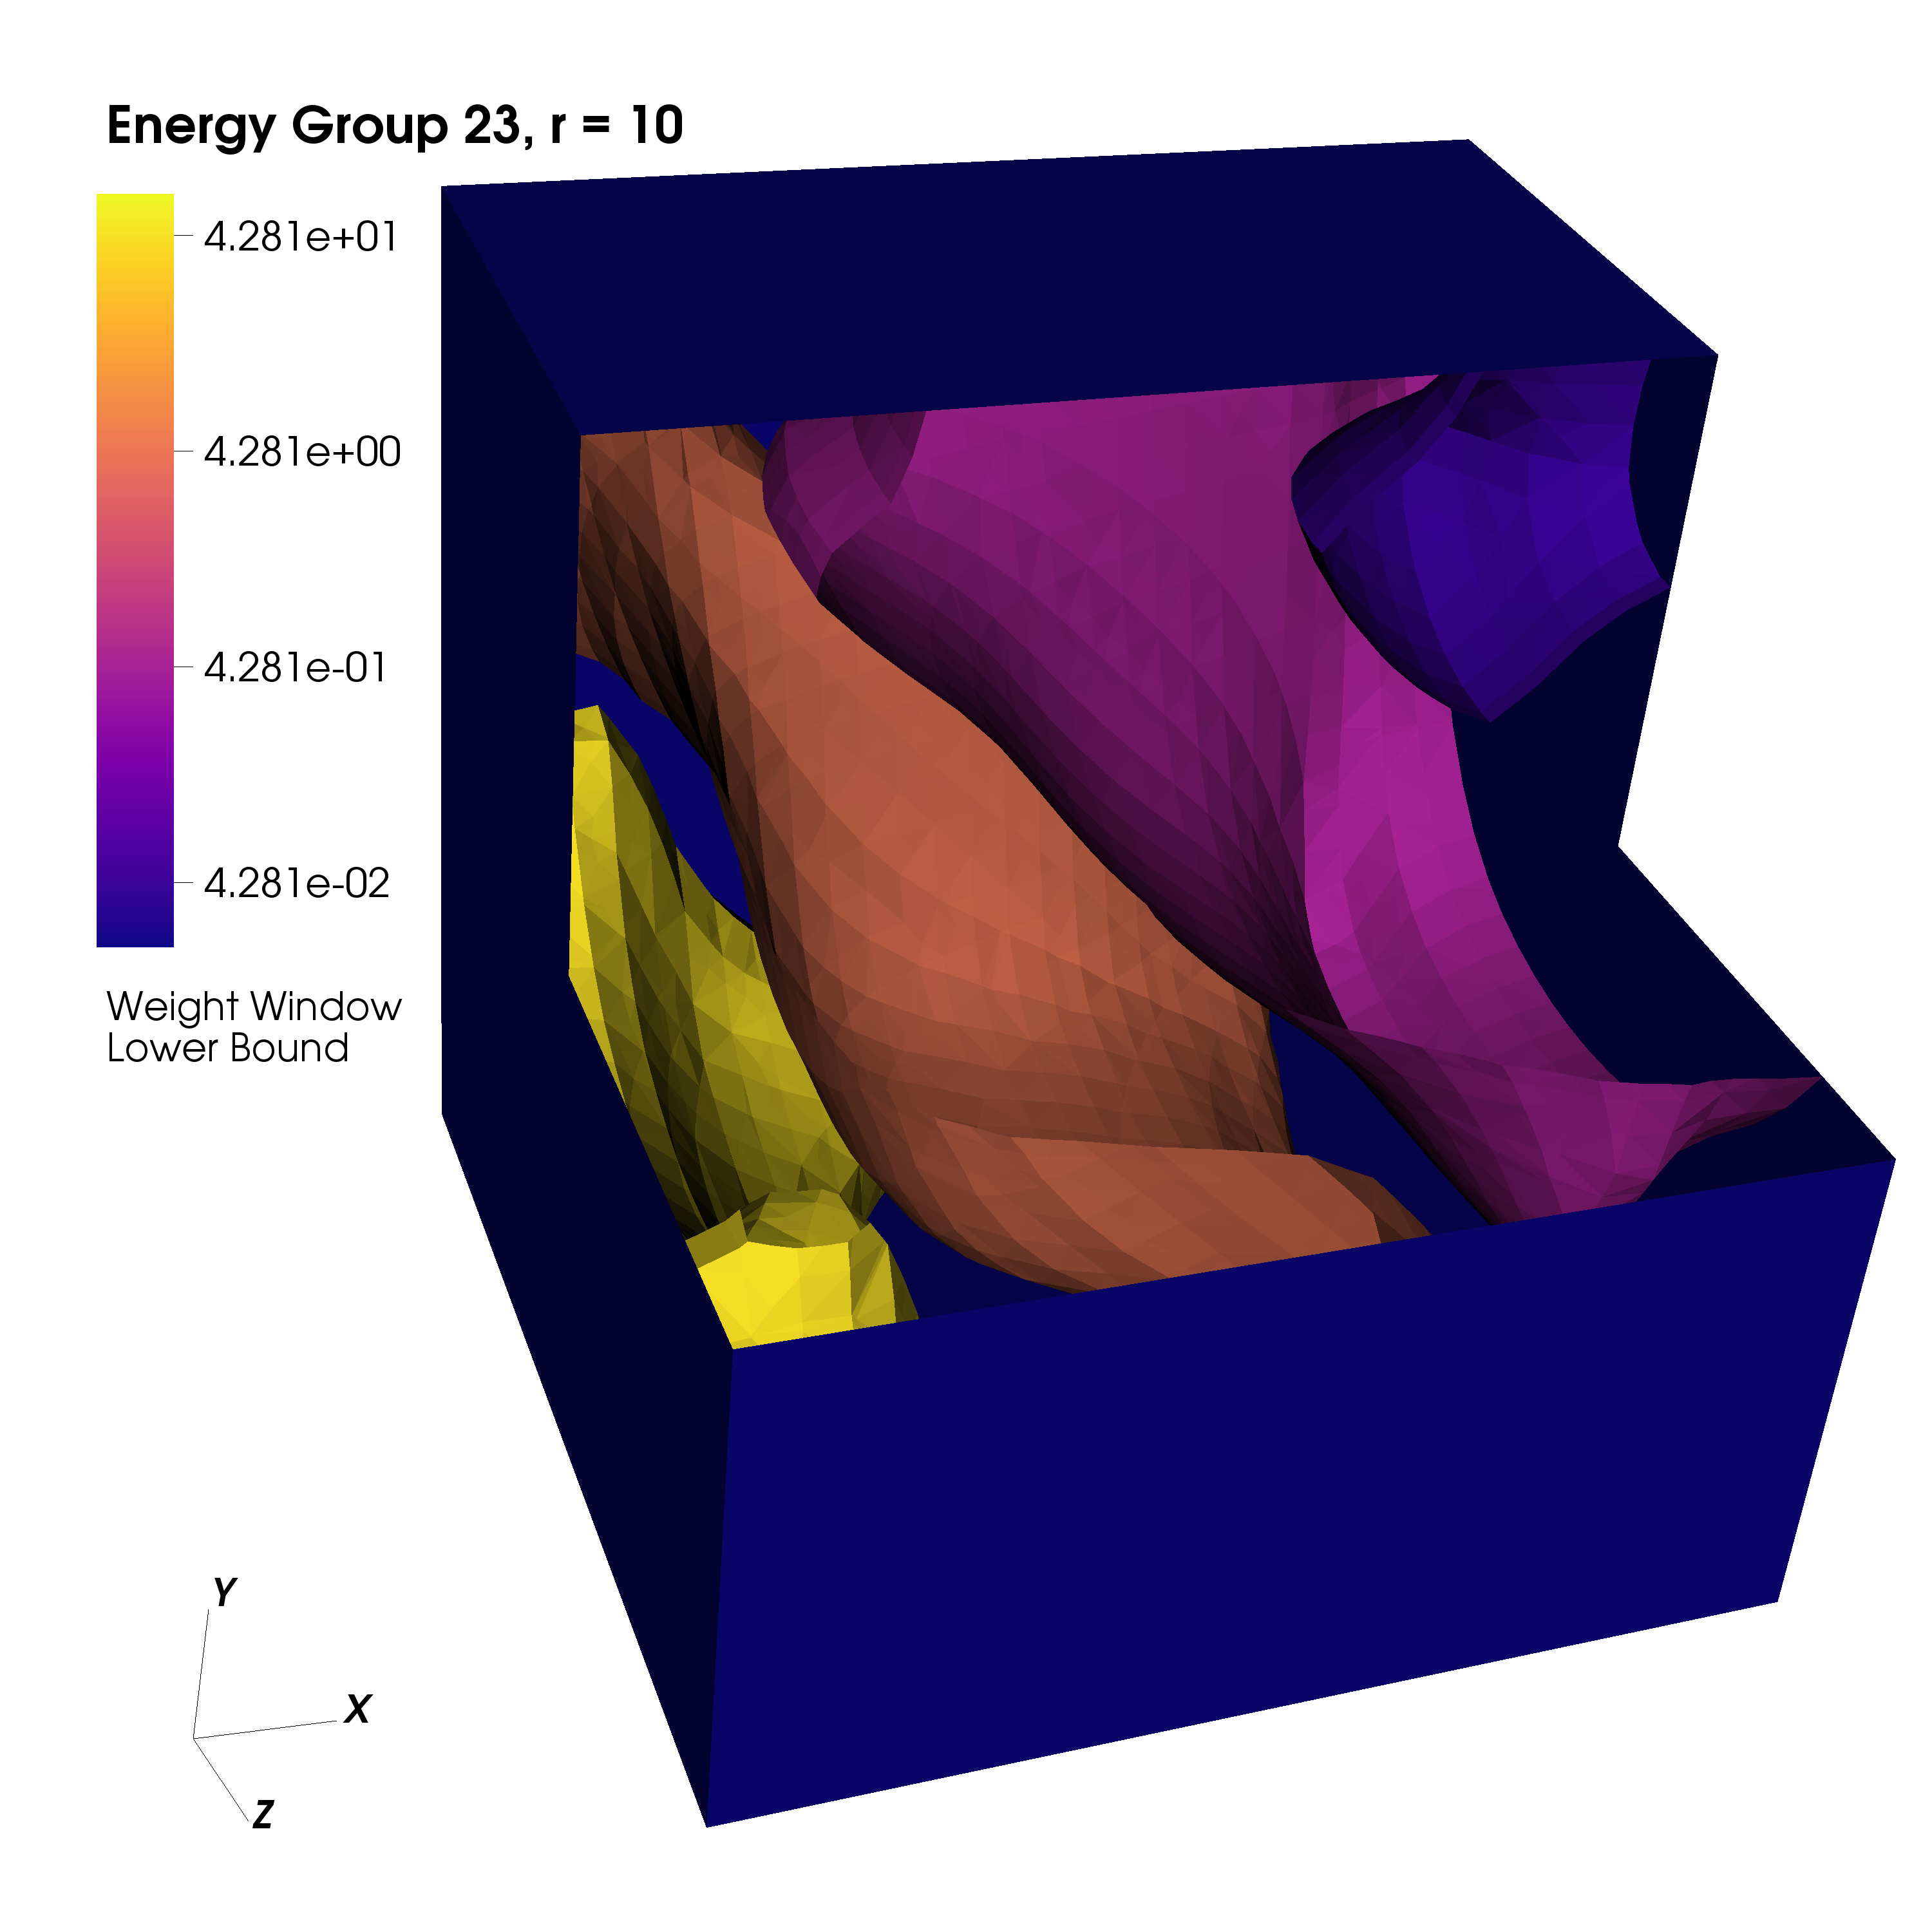 Energy Group 23, r = 10
4.281e+01
4.281e+00
4.281e-01
4.281e-02
Weight Window
Lower Bound
Y
X
Z